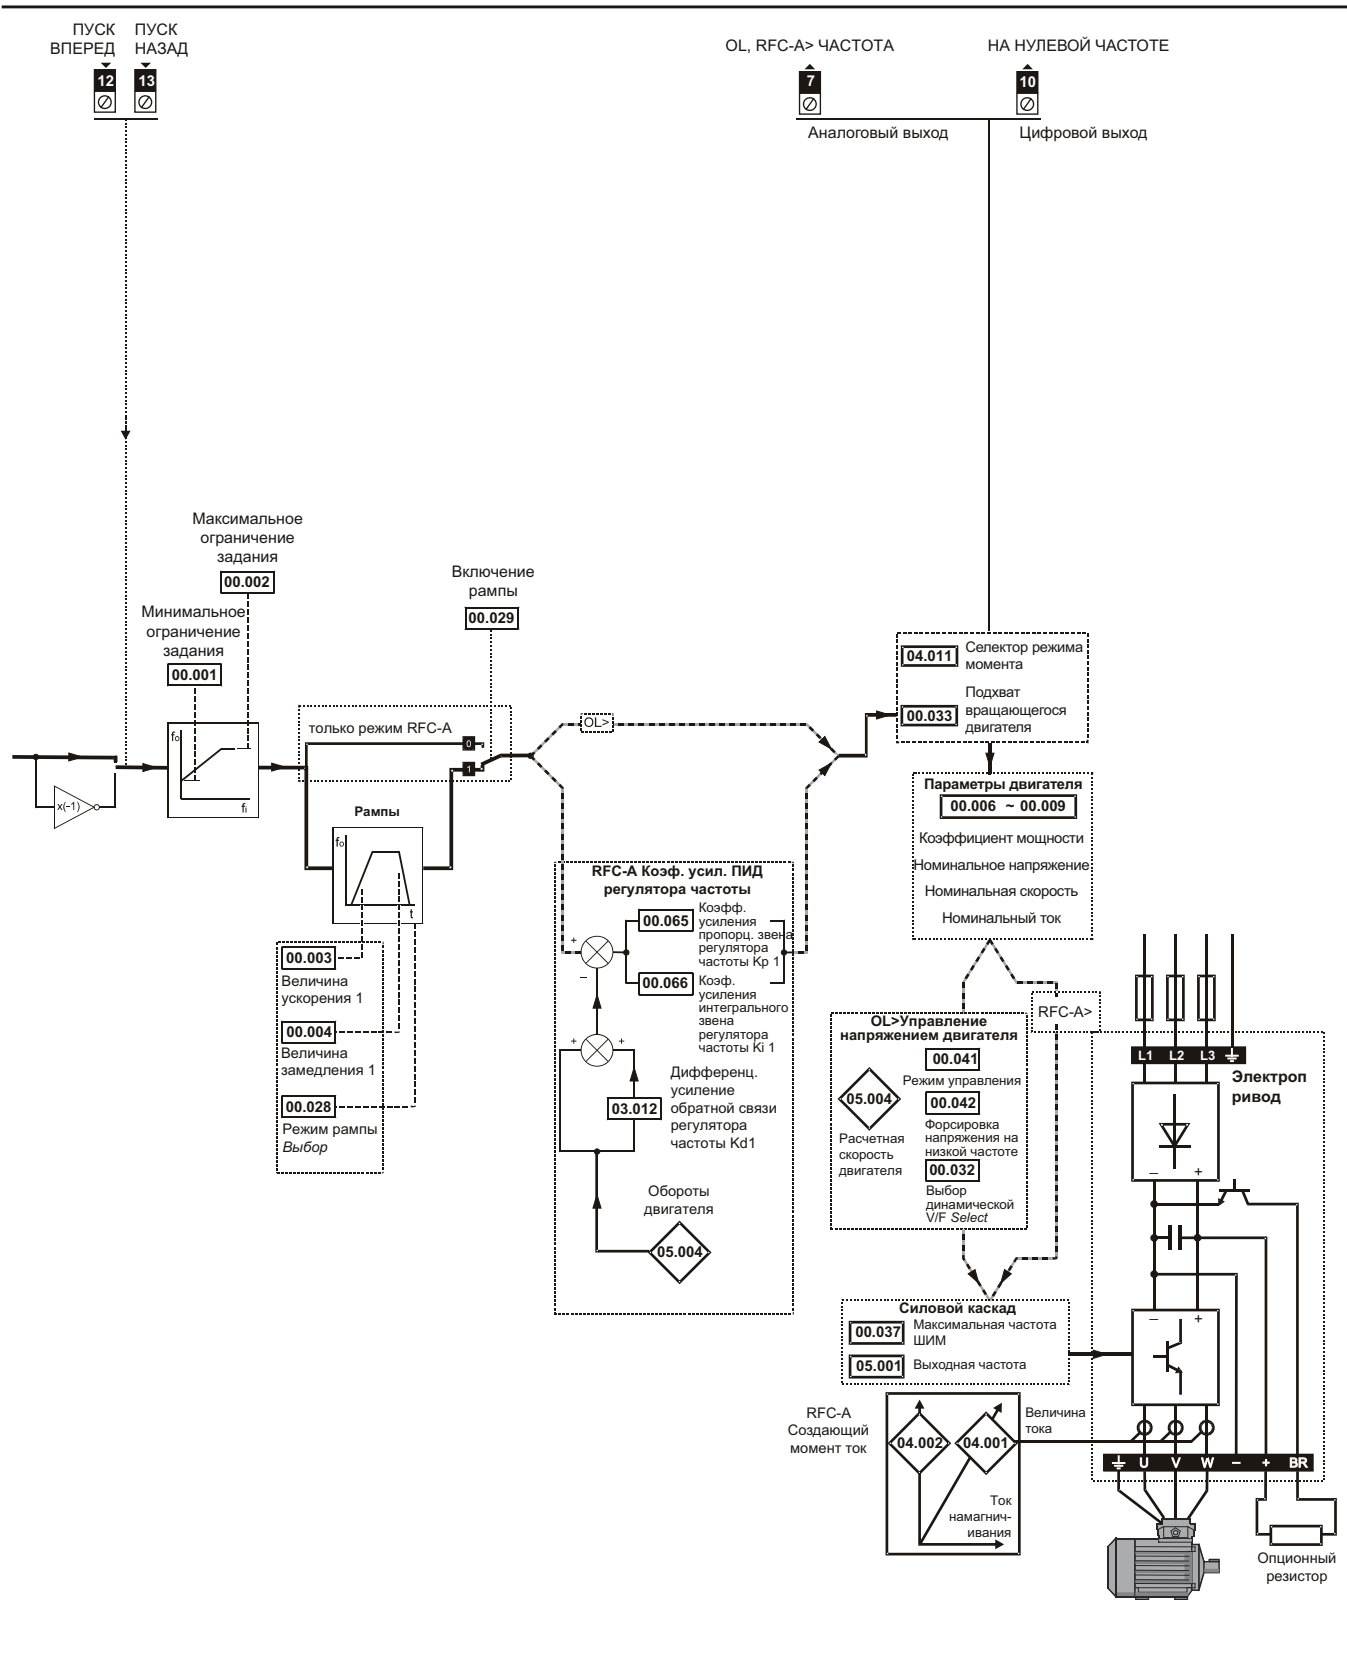 ПУСК ВПЕРЕД
ПУСК НАЗАД
12
13
OL, RFC-A> ЧАСТОТА
НА НУЛЕВОЙ ЧАСТОТЕ
7
10
Аналоговый выход
Цифровой выход
Максимальное
ограничение
задания
00.002
Минимальное
ограничение
задания
00.001
Включение
рампы
00.029
04.011
Селектор режима
момента
00.033
Подхват
вращающегося
двигателя
fo
fi
x(-1)
только режим RFC-A
0
1
OL>
Рампы
fo
t
Параметры двигателя
00.006 ~ 00.009
Коэффициент мощности
Номинальное напряжение
Номинальная скорость
Номинальный ток
RFC-A Коэф. усил. ПИД
регулятора частоты
00.065
Коэфф.
усиления
пропорц. звена
регулятора
частоты Kp 1
00.066
Коэф.
усиления
интегрального
звена
регулятора
частоты Ki 1
+
–
+
+
03.012
Дифференц.
усиление
обратной связи
регулятора
частоты Kd1
Обороты
двигателя
05.004
00.003
Величина
ускорения 1
00.004
Величина
замедления 1
00.028
Режим рампы
Выбор
RFC-A>
OL>Управление
напряжением двигателя
00.041
Режим управления
05.004
Расчетная
скорость
двигателя
00.042
Форсировка
напряжения на
низкой частоте
00.032
Выбор
динамической
V/F Select
L1 L2 L3
Электроп
ривод
– +
Силовой каскад
00.037
Максимальная частота
ШИМ
05.001
Выходная частота
– +
RFC-A
Создающий
момент ток
04.002
04.001
Величина
тока
Ток
намагнич-
ивания
U V W – + BR
Опционный
резистор